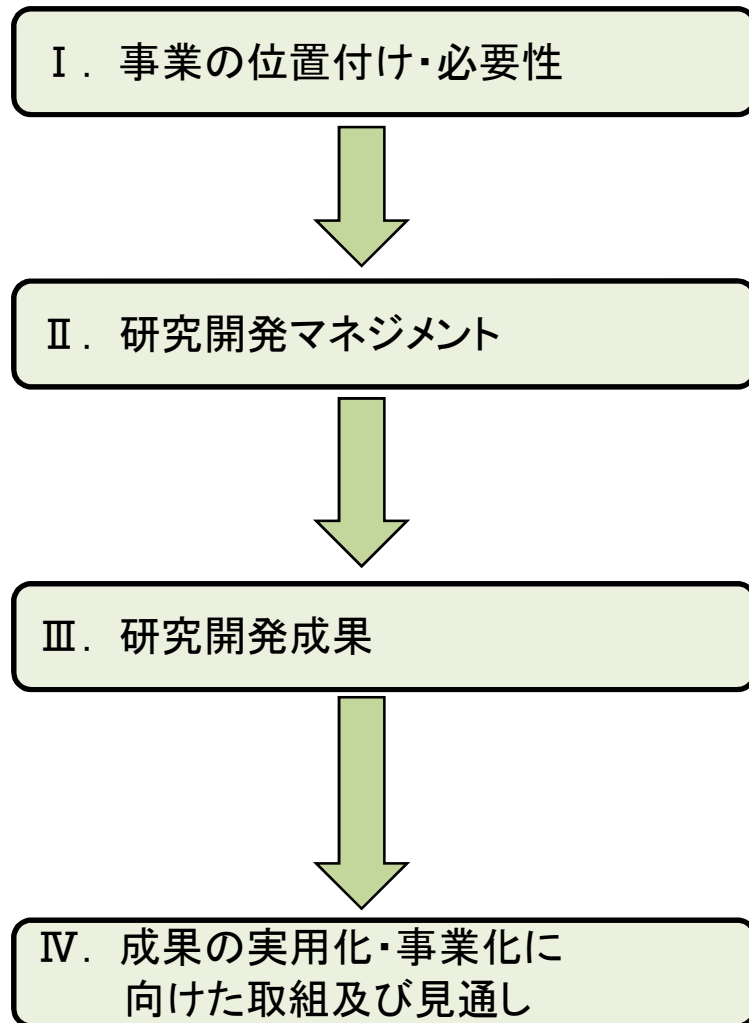 Ⅰ. 事業の位置付け・必要性
Ⅱ. 研究開発マネジメント
Ⅲ. 研究開発成果
Ⅳ. 成果の実用化・事業化に
向けた取組及び見通し